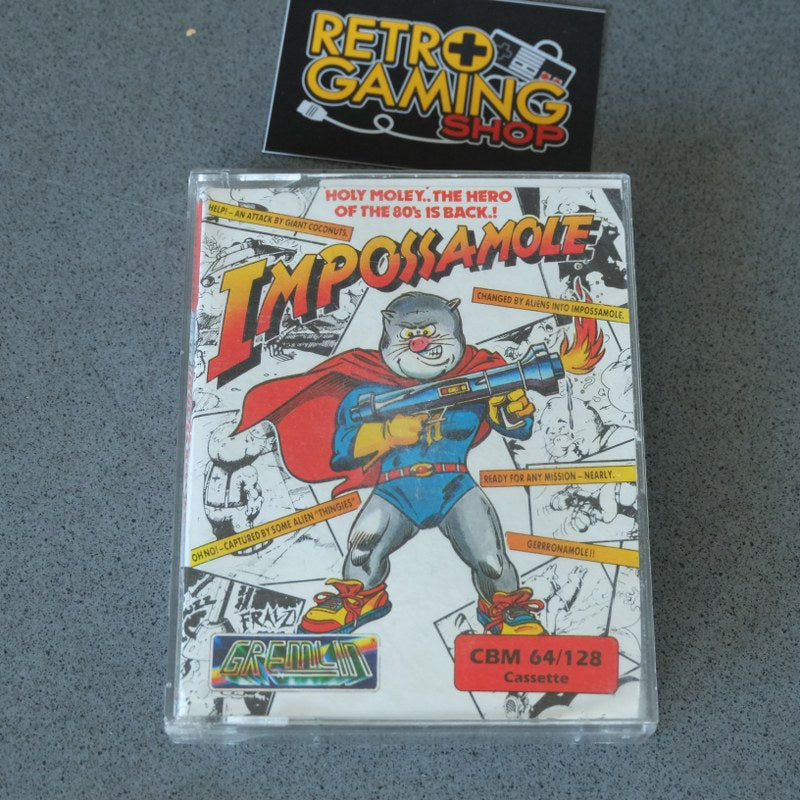 RETRO
GAMING
SHOP
HOLY MOLEY..THE HERO
OF THE 80's IS BACK.!
HELP! – AN ATTACK BY GIANT COCONUTS.
IMPOSSAMOLE
CHANGED BY ALIENS INTO IMPOSSAMOLE.
READY FOR ANY MISSION – NEARLY.
OH NO! – CAPTURED BY SOME ALIEN "THINGIES"
GERRRONAMOLE!!
GREMLIN
CBM 64/128
Cassette